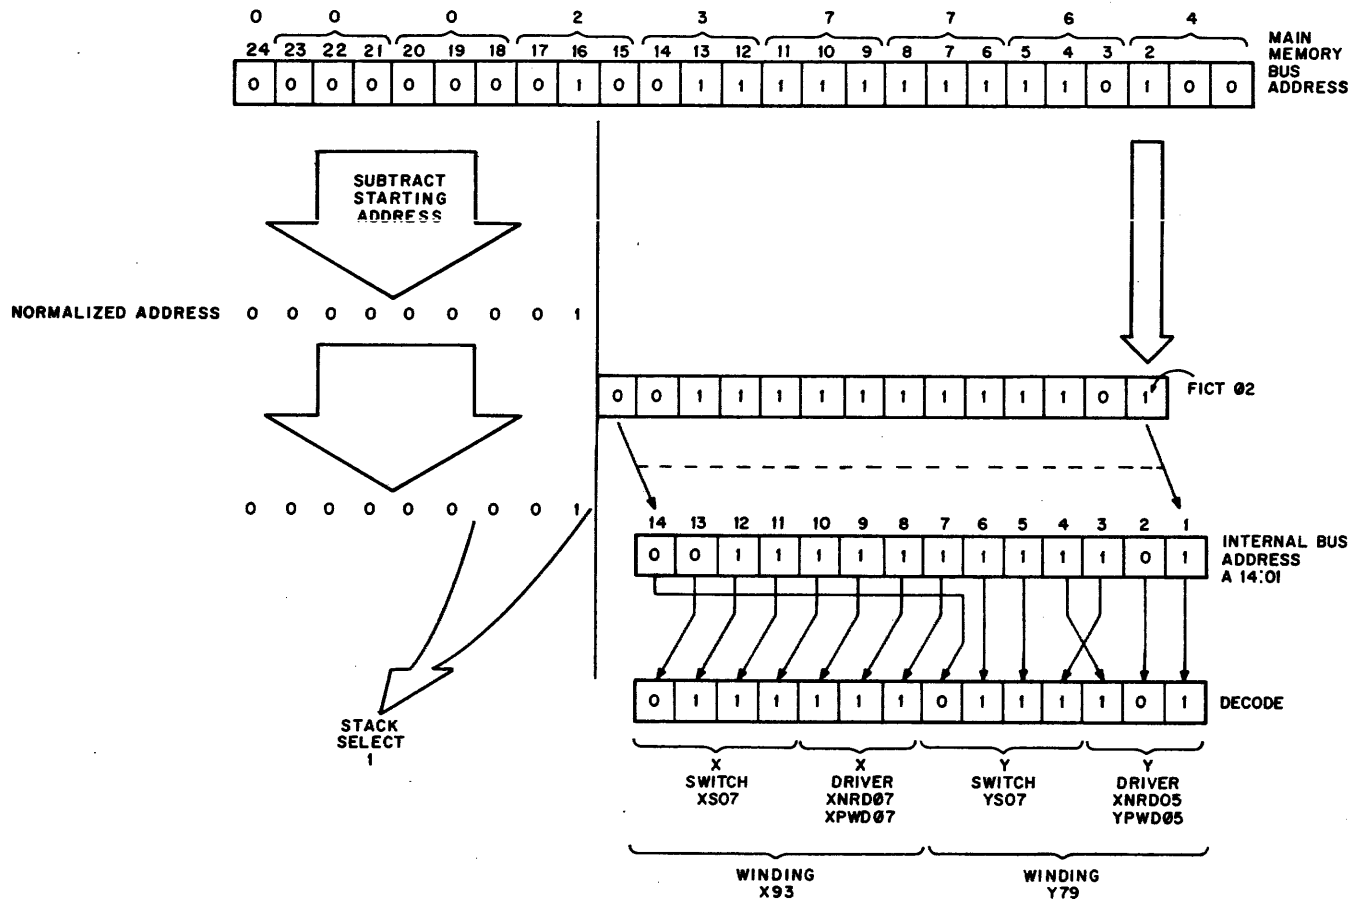 0 0 0 2 3 7 7 6 4
24 23 22 21 20 19 18 17 16 15 14 13 12 11 10 9 8 7 6 5 4 3 2
0 0 0 0 0 0 0 0 1 0 0 1 1 1 1 1 1 1 1 1 1 0 1 0 0
MAIN
MEMORY
BUS
ADDRESS
SUBTRACT
STARTING
ADDRESS
NORMALIZED ADDRESS 0 0 0 0 0 0 0 0 1
0 0 1 1 1 1 1 1 1 1 1 1 0 1
FICT 02
0 0 0 0 0 0 0 0 1
14 13 12 11 10 9 8 7 6 5 4 3 2 1
0 0 1 1 1 1 1 1 1 1 1 1 0 1
INTERNAL BUS
ADDRESS
A 14:01
0 1 1 1 1 1 1 0 1 1 1 1 0 1
DECODE
STACK
SELECT
1
X
SWITCH
XS07
X
DRIVER
XNRD07
XPWD07
Y
SWITCH
YS07
Y
DRIVER
XNRD05
YPWD05
WINDING
X93
WINDING
Y79